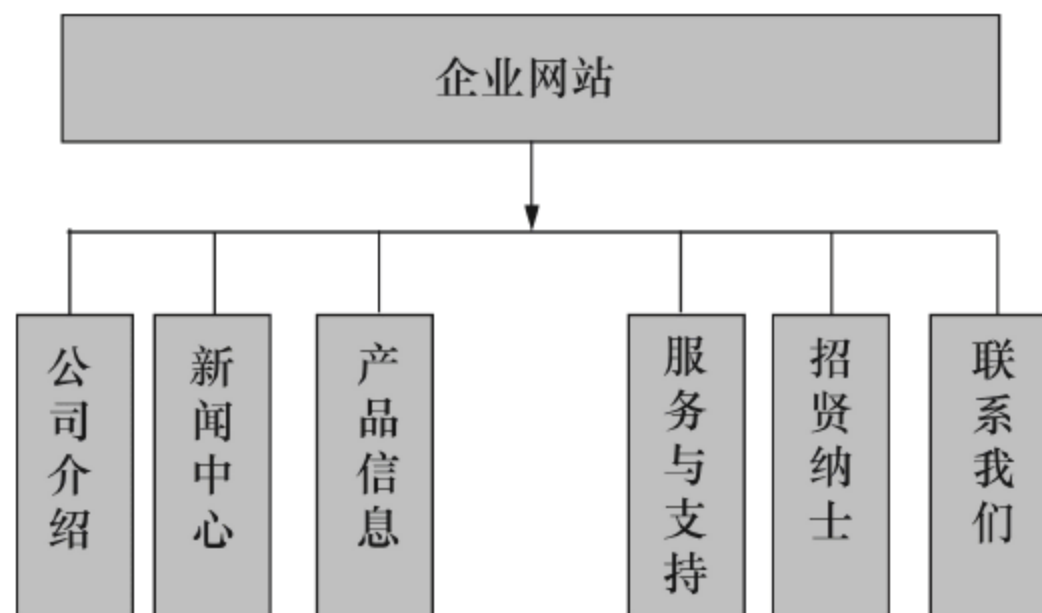 企业网站
公司介绍
新闻中心
产品信息
服务与支持
招贤纳士
联系我们